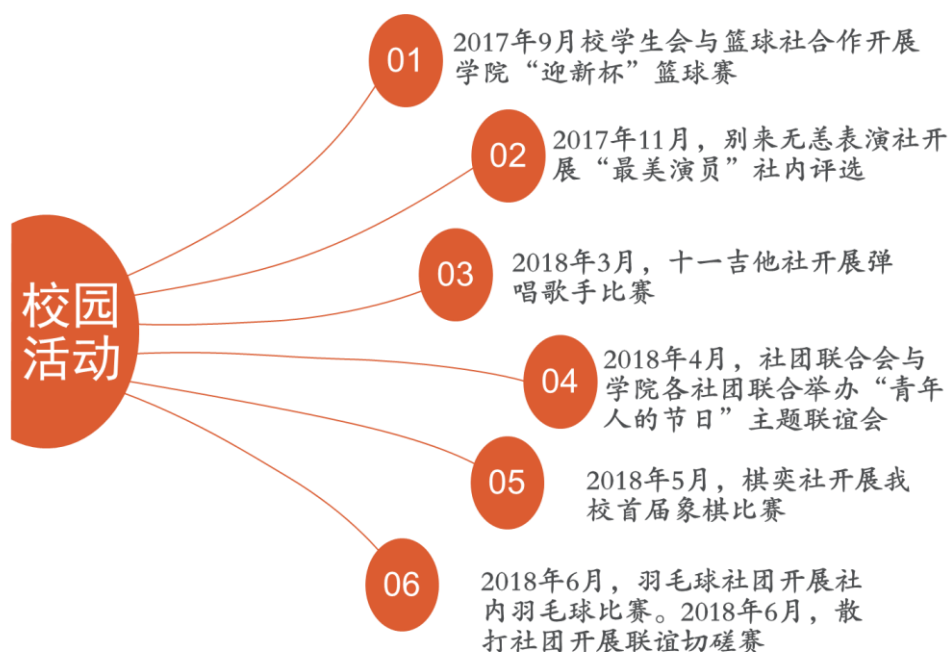 校园
活动
01
2017年9月校学生会与篮球社合作开展
学院“迎新杯”篮球赛
02
2017年11月，别来无恙表演社开
展“最美演员”社内评选
03
2018年3月，十一吉他社开展弹
唱歌手比赛
04
2018年4月，社团联合会与
学院各社团联合举办“青年
人的节日”主题联谊会
05
2018年5月，棋奕社开展我
校首届象棋比赛
06
2018年6月，羽毛球社团开展社
内羽毛球比赛。2018年6月，散
打社团开展联谊切磋赛